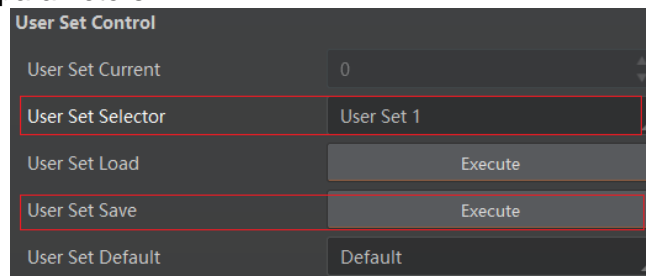 User Set Control
User Set Current 0
User Set Selector User Set 1
User Set Load Execute
User Set Save Execute
User Set Default Default